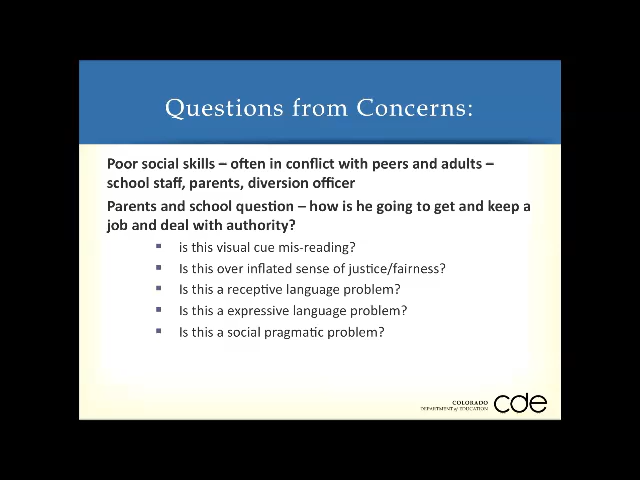 Questions from Concerns:
Poor social skills – often in conflict with peers and adults –
school staff, parents, diversion officer
Parents and school question – how is he going to get and keep a
job and deal with authority?
▪ is this visual cue mis-reading?
▪ Is this over inflated sense of justice/fairness?
▪ Is this a receptive language problem?
▪ Is this a expressive language problem?
▪ Is this a social pragmatic problem?
COLORADO
DEPARTMENT of EDUCATION
cde